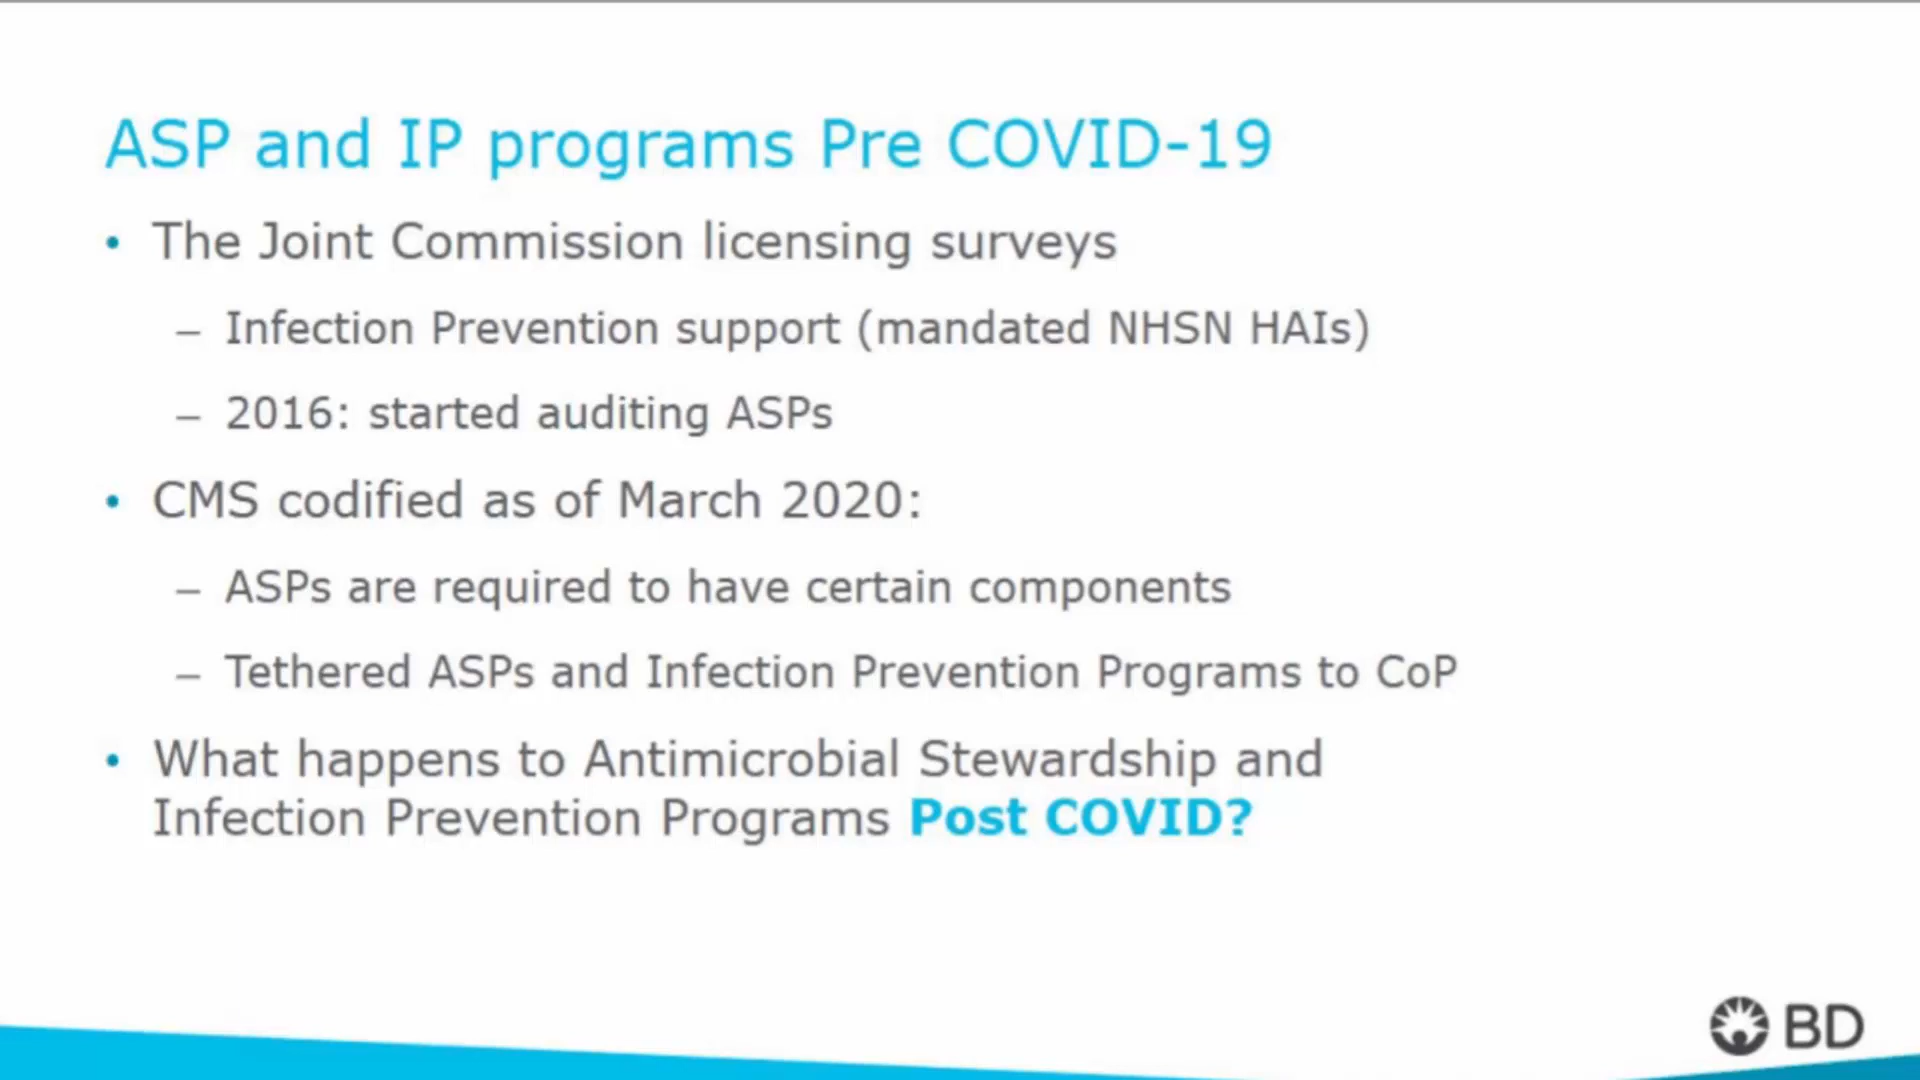 ASP and IP programs Pre COVID-19
• The Joint Commission licensing surveys
– Infection Prevention support (mandated NHSN HAIs)
– 2016: started auditing ASPs
• CMS codified as of March 2020:
– ASPs are required to have certain components
– Tethered ASPs and Infection Prevention Programs to CoP
• What happens to Antimicrobial Stewardship and
Infection Prevention Programs Post COVID?
BD